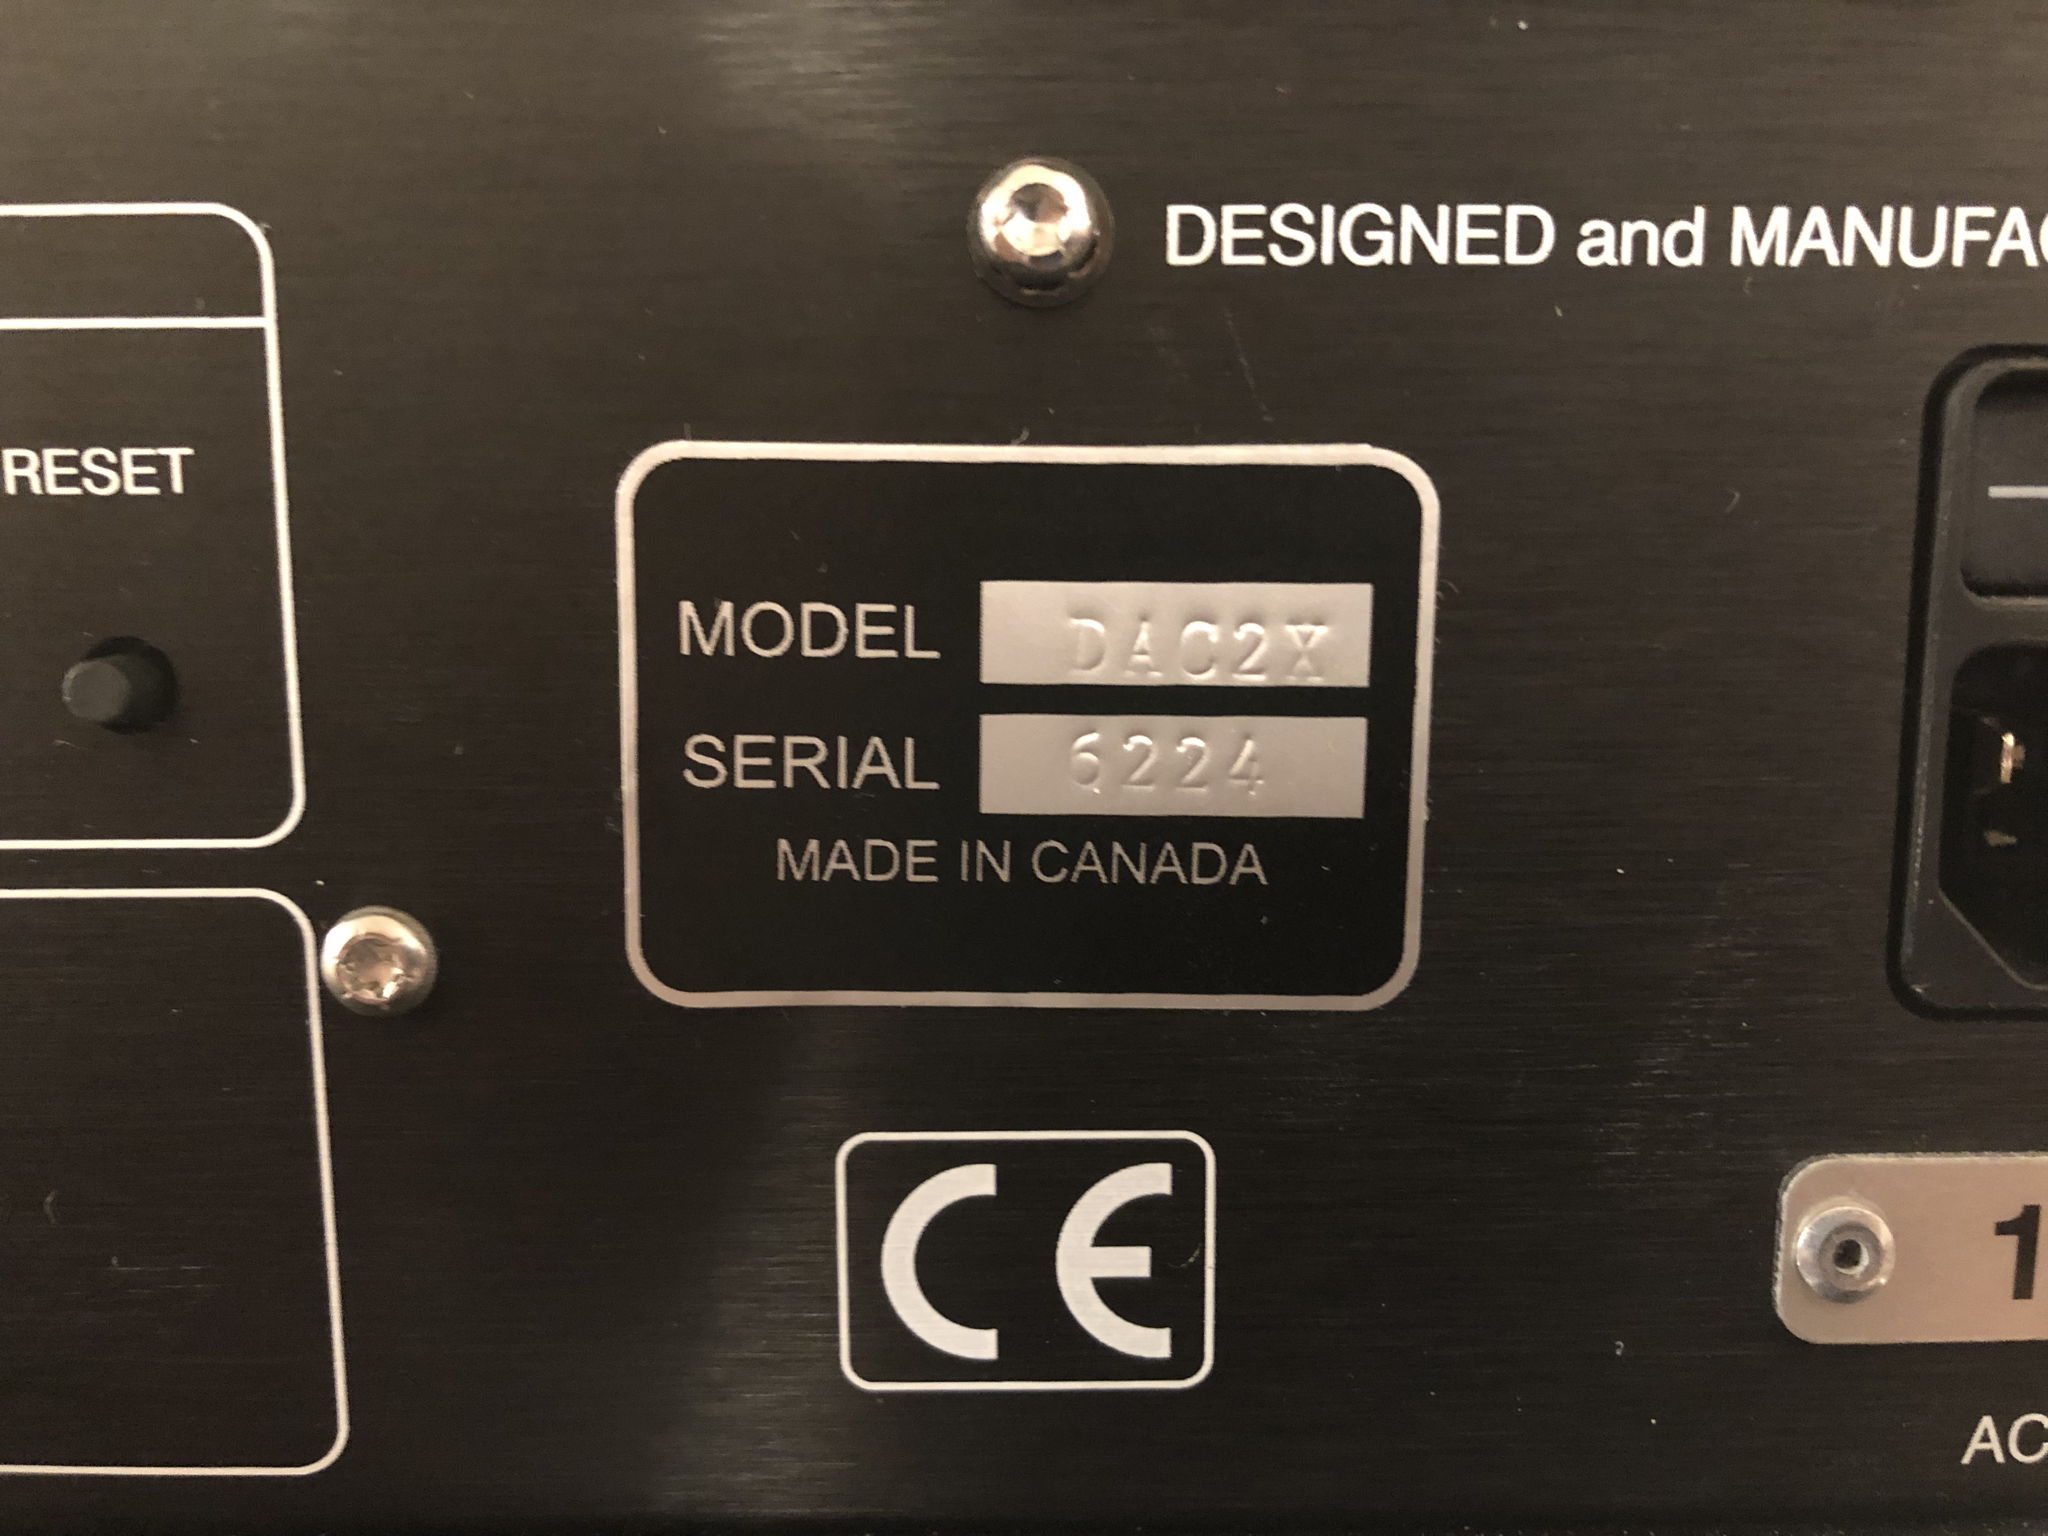 DESIGNED and MANUFAC
RESET
MODEL DAC2X
SERIAL 6224
MADE IN CANADA
CE
1
AC